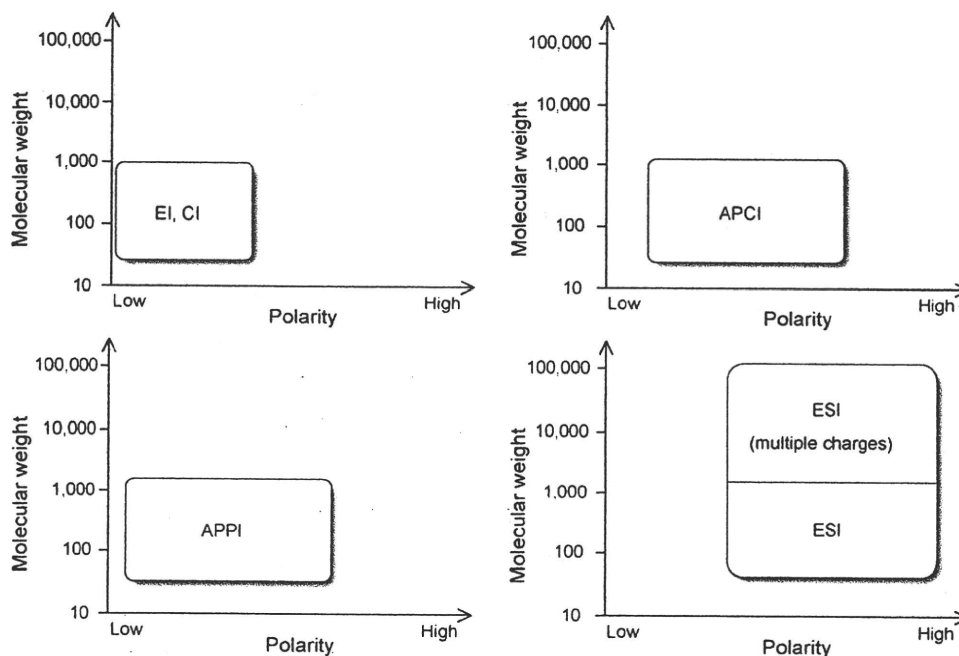 Molecular weight
100,000
10,000
1,000
100
10
EI, CI
Low
High
Polarity
Molecular weight
100,000
10,000
1,000
100
10
APCI
Low
High
Polarity
Molecular weight
100,000
10,000
1,000
100
10
APPI
Low
High
Polarity
Molecular weight
100,000
10,000
1.000
100
10
ESI
(multiple charges)
ESI
Low
High
Polarity